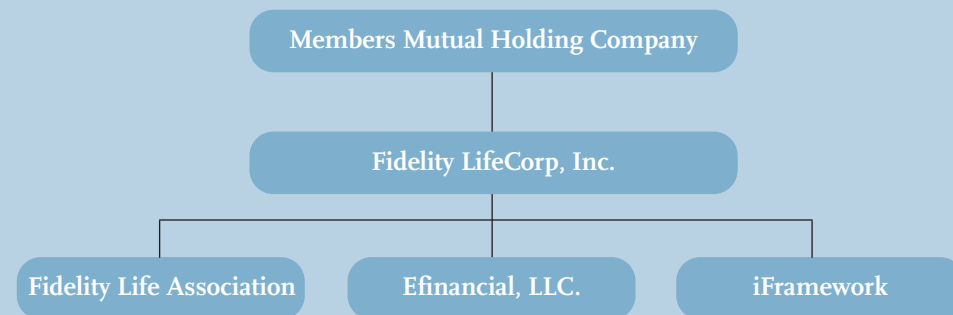 Members Mutual Holding Company
Fidelity LifeCorp, Inc.
Fidelity Life Association
Efinancial, LLC.
iFramework